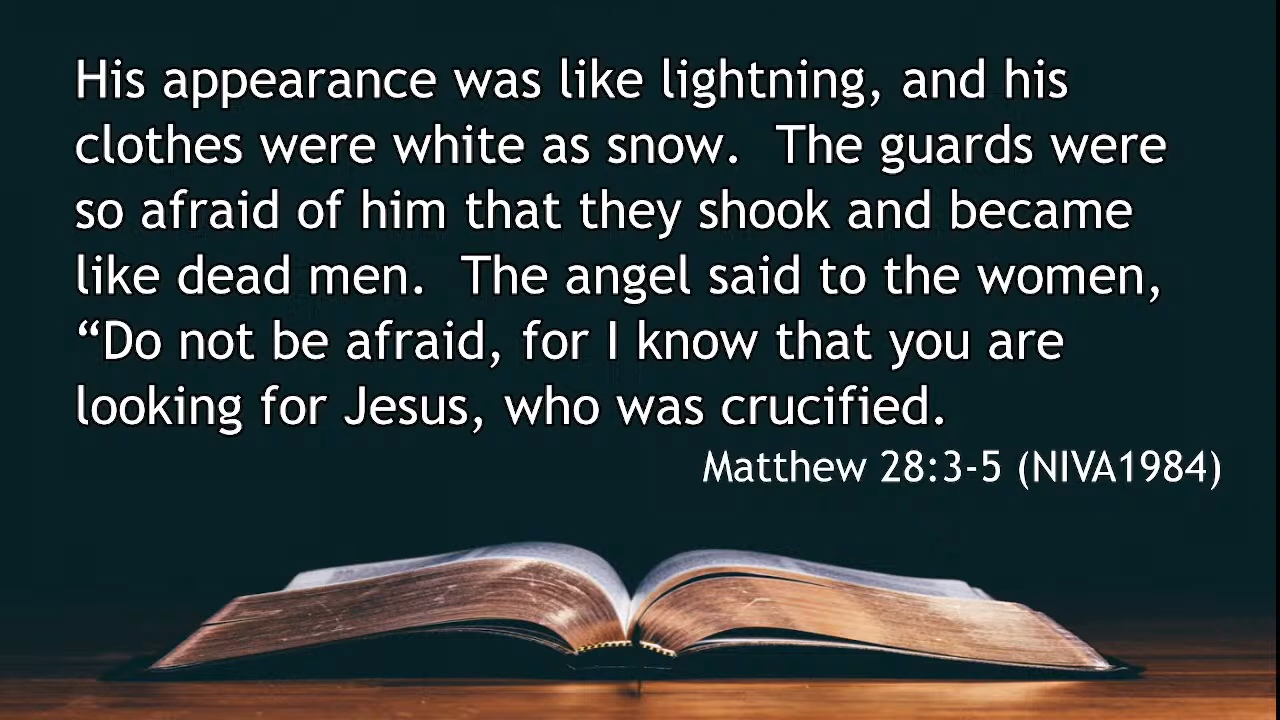 His appearance was like lightning, and his
clothes were white as snow.  The guards were
so afraid of him that they shook and became
like dead men.  The angel said to the women,
“Do not be afraid, for I know that you are
looking for Jesus, who was crucified.
Matthew 28:3-5 (NIVA1984)